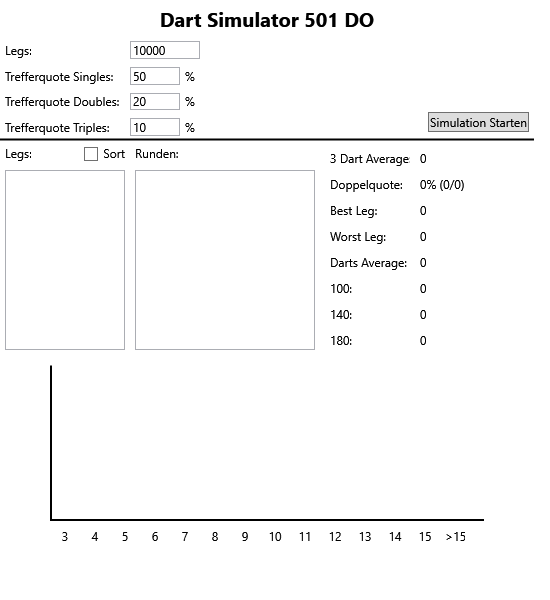 Dart Simulator 501 DO
Legs: 10000
Trefferquote Singles: 50 %
Trefferquote Doubles: 20 %
Trefferquote Triples: 10 %
Simulation Starten
Legs: Sort Runden:
3 Dart Average 0
Doppelquote: 0% (0/0)
Best Leg: 0
Worst Leg: 0
Darts Average: 0
100: 0
140: 0
180: 0
3 4 5 6 7 8 9 10 11 12 13 14 15 >15